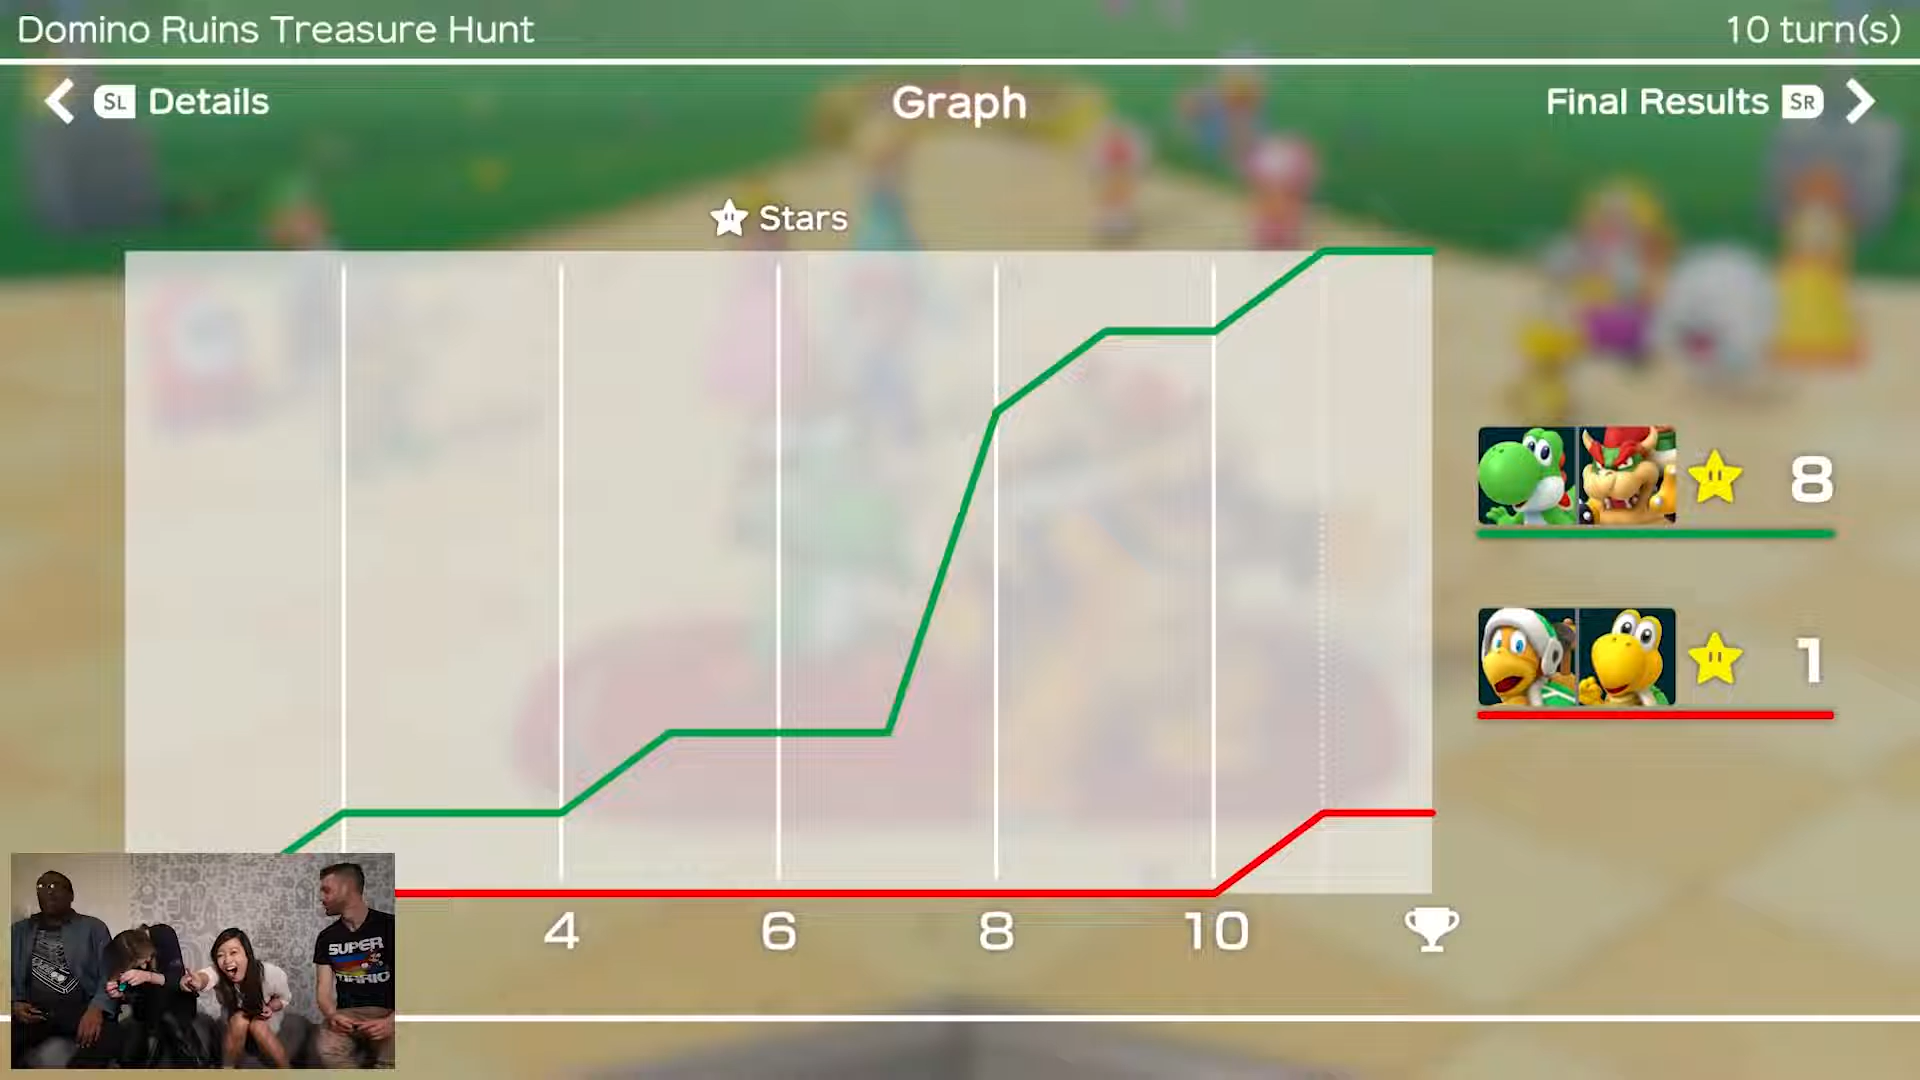 Domino Ruins Treasure Hunt
10 turn(s)
SL Details
Graph
Final Results SR
Stars
8
1
4 6 8 10
SUPER
MARIO